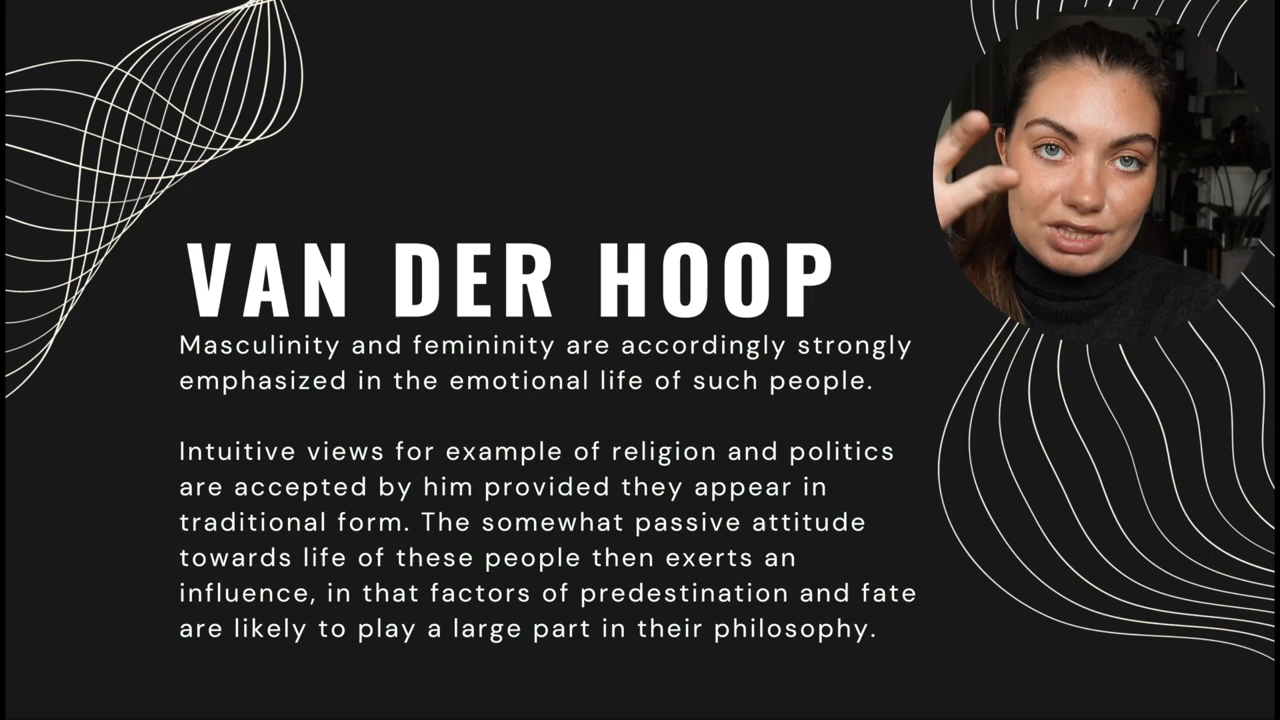 VAN DER HOOP
Masculinity and femininity are accordingly strongly
emphasized in the emotional life of such people.
Intuitive views for example of religion and politics
are accepted by him provided they appear in
traditional form. The somewhat passive attitude
towards life of these people then exerts an
influence, in that factors of predestination and fate
are likely to play a large part in their philosophy.